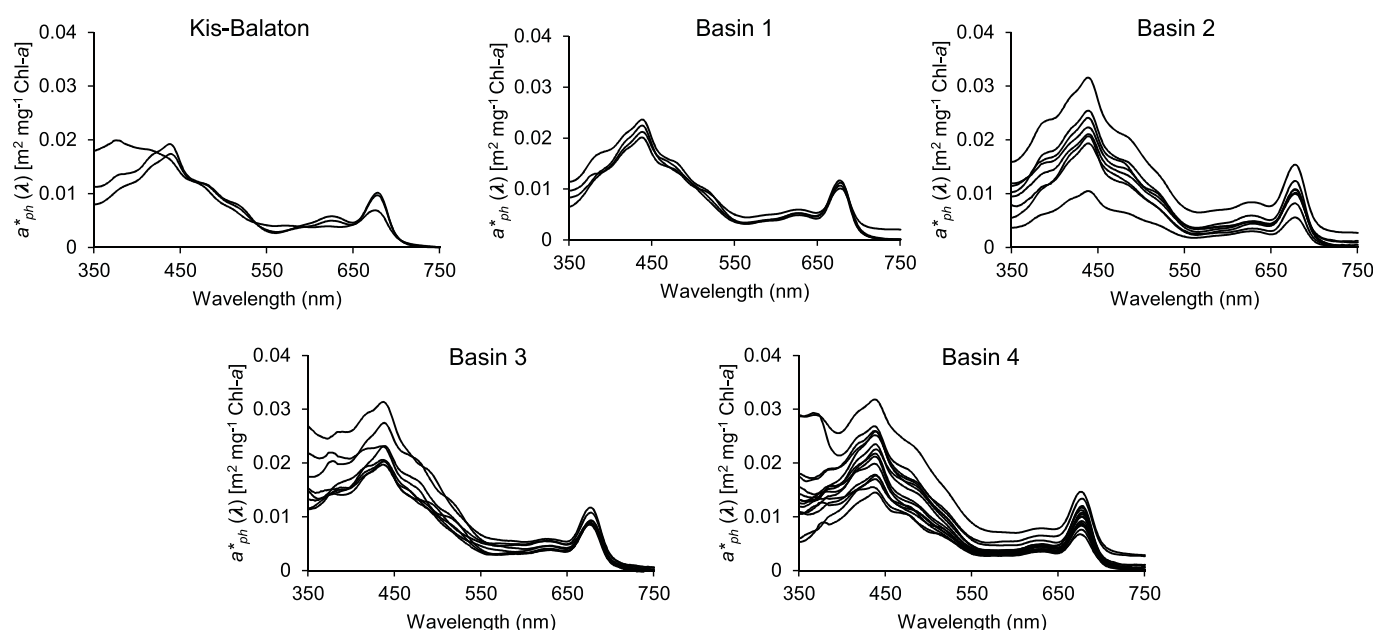 Kis-Balaton
a*ph (λ) [m² mg⁻¹ Chl-a]
0.04
0.03
0.02
0.01
0
350 450 550 650 750
Wavelength (nm)
Basin 1
a*ph (λ) [m² mg⁻¹ Chl-a]
0.04
0.03
0.02
0.01
0
350 450 550 650 750
Wavelength (nm)
Basin 2
a*ph (λ) [m² mg⁻¹ Chl-a]
0.04
0.03
0.02
0.01
0
350 450 550 650 750
Wavelength (nm)
Basin 3
a*ph (λ) [m² mg⁻¹ Chl-a]
0.04
0.03
0.02
0.01
0
350 450 550 650 750
Wavelength (nm)
Basin 4
a*ph (λ) [m² mg⁻¹ Chl-a]
0.04
0.03
0.02
0.01
0
350 450 550 650 750
Wavelength (nm)